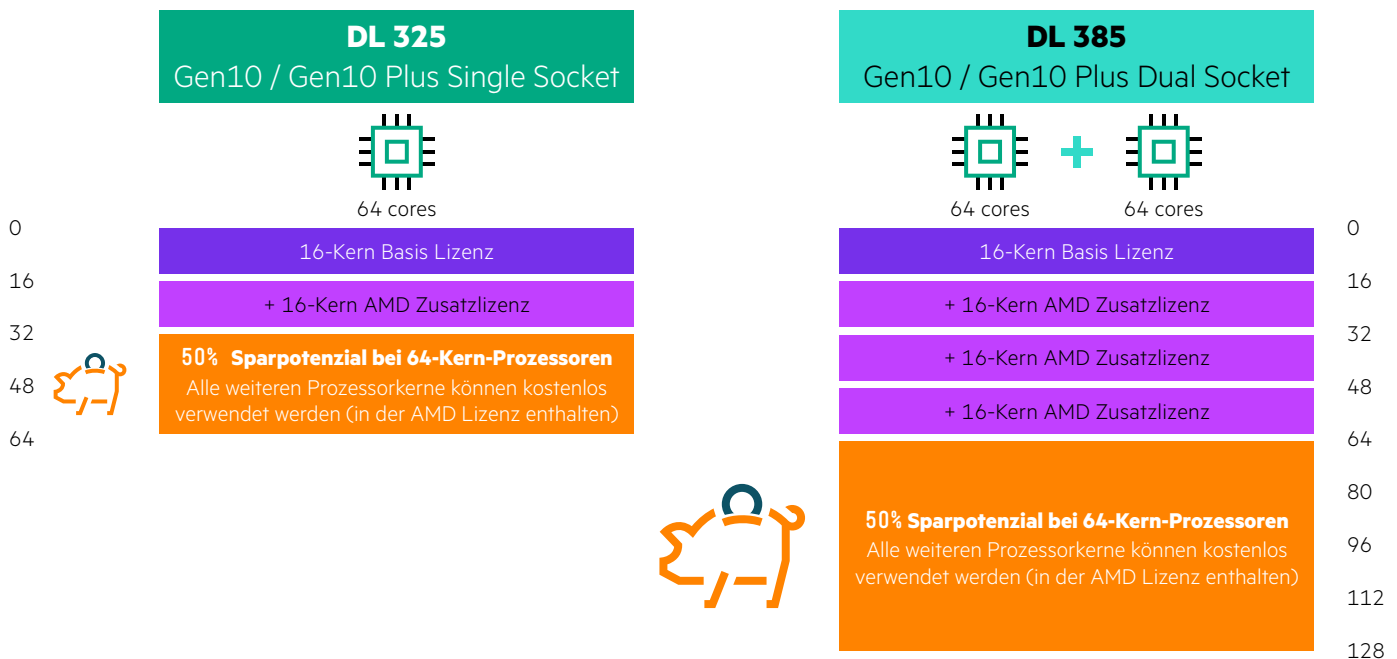 DL 325
Gen10 / Gen10 Plus Single Socket
64 cores
0
16
32
48
64
16-Kern Basis Lizenz
+ 16-Kern AMD Zusatzlizenz
50% Sparpotenzial bei 64-Kern-Prozessoren
Alle weiteren Prozessorkerne können kostenlos
verwendet werden (in der AMD Lizenz enthalten)
DL 385
Gen10 / Gen10 Plus Dual Socket
64 cores
64 cores
16-Kern Basis Lizenz
+ 16-Kern AMD Zusatzlizenz
+ 16-Kern AMD Zusatzlizenz
+ 16-Kern AMD Zusatzlizenz
50% Sparpotenzial bei 64-Kern-Prozessoren
Alle weiteren Prozessorkerne können kostenlos
verwendet werden (in der AMD Lizenz enthalten)
0
16
32
48
64
80
96
112
128